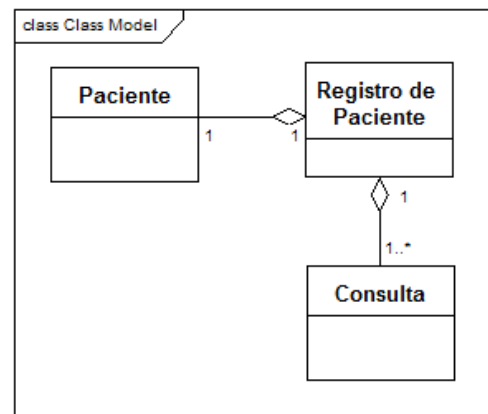 class Class Model
Paciente
Registro de
Paciente
1
1
1
1..*
Consulta